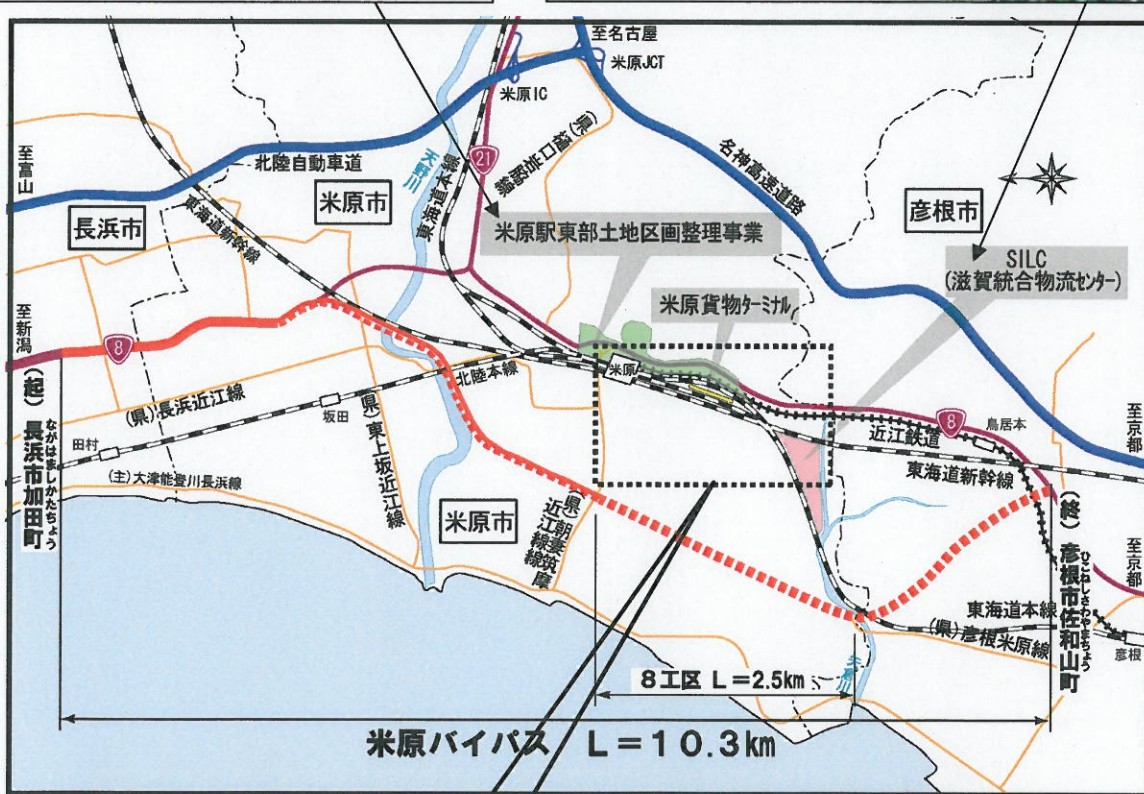 至名古屋
米原JCT
米原IC
(県)樋口岩脇線
21
天野川
東海道本線
名神高速道路
至富山
北陸自動車道
米原市
長浜市
東海道新幹線
彦根市
米原駅東部土地区画整理事業
SILC
(滋賀統合物流センター)
米原貨物ターミナル
至新潟
8
北陸本線
米原
(県)長浜近江線
坂田
田村
(主)大津能登川長浜線
(県)東上坂近江線
8
鳥居本
近江鉄道
東海道新幹線
至京都
(起)長浜市加田町
ながはましかたちょう
米原市
(県)朝妻筑摩
近江線
(終)彦根市佐和山町
ひこねしさわやまちょう
至京都
東海道本線
(県)彦根米原線
彦根
矢倉川
8工区 L=2.5km
米原バイパス L=10.3km